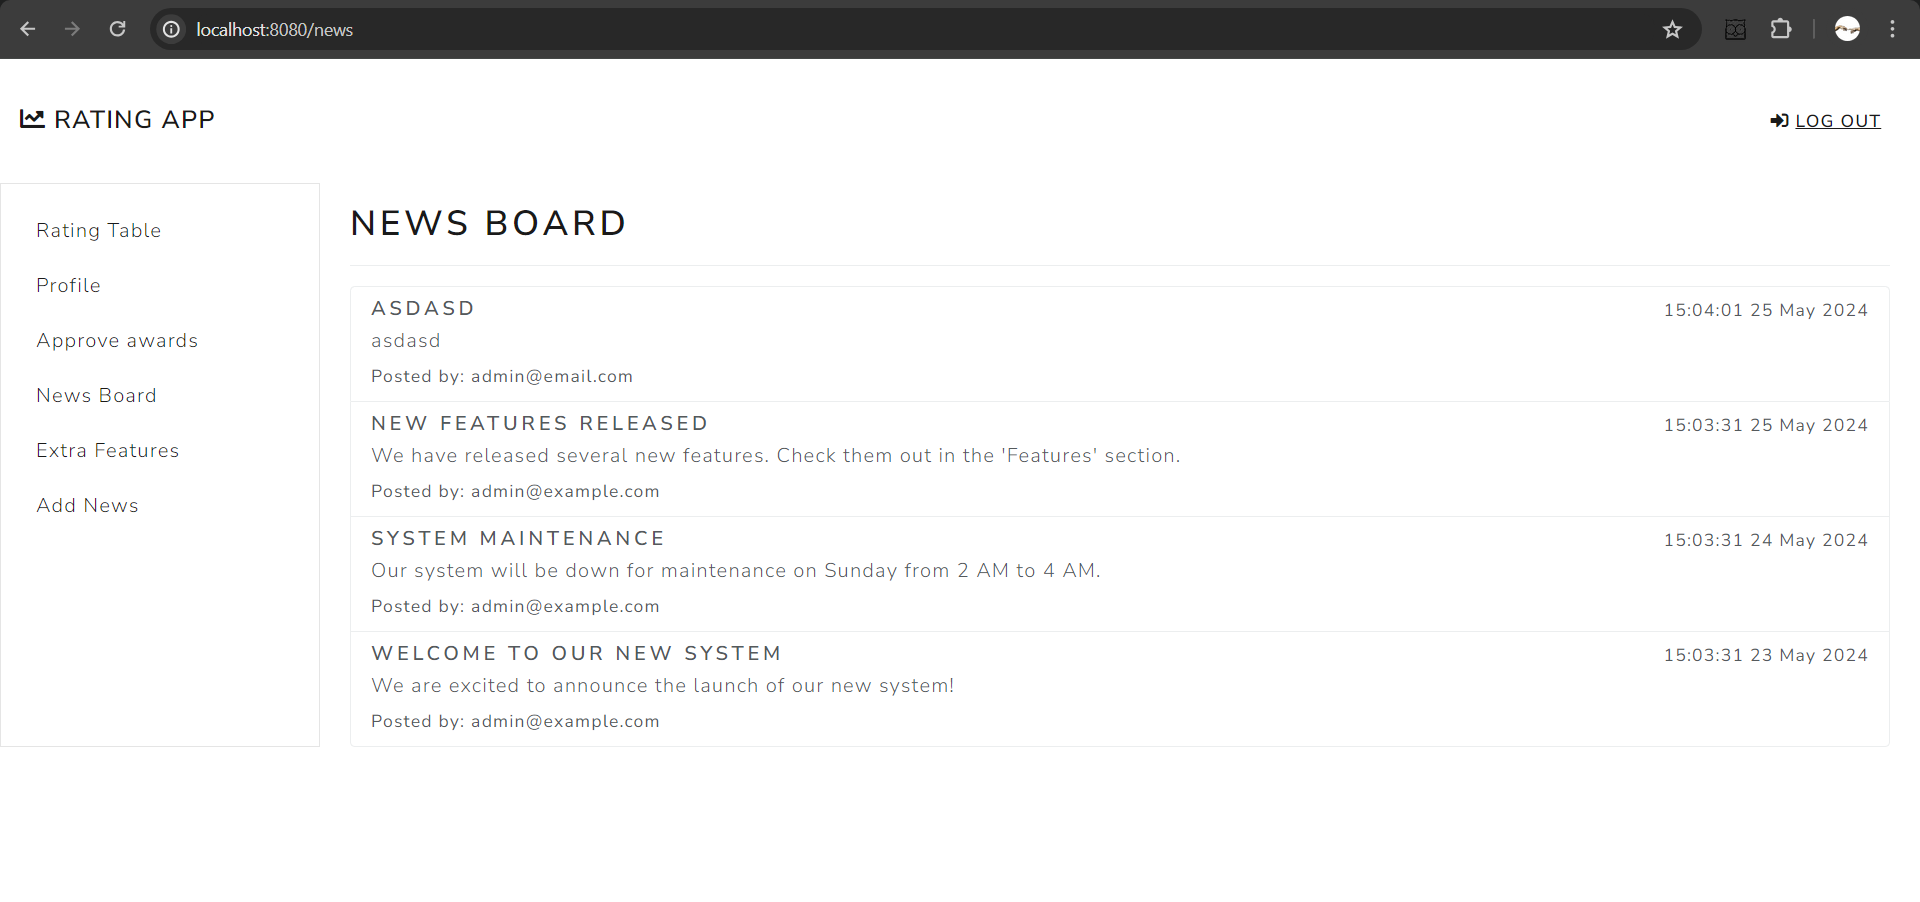 localhost:8080/news
RATING APP
LOG OUT
Rating Table
Profile
Approve awards
News Board
Extra Features
Add News
NEWS BOARD
ASDASD
15:04:01 25 May 2024
asdasd
Posted by: admin@email.com
NEW FEATURES RELEASED
15:03:31 25 May 2024
We have released several new features. Check them out in the 'Features' section.
Posted by: admin@example.com
SYSTEM MAINTENANCE
15:03:31 24 May 2024
Our system will be down for maintenance on Sunday from 2 AM to 4 AM.
Posted by: admin@example.com
WELCOME TO OUR NEW SYSTEM
15:03:31 23 May 2024
We are excited to announce the launch of our new system!
Posted by: admin@example.com